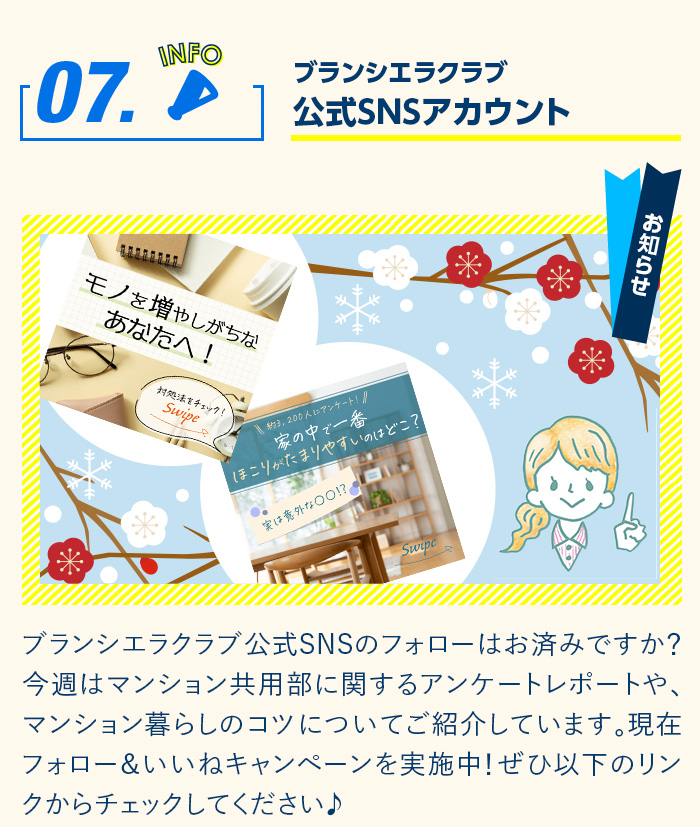 07.
INFO
ブランシエラクラブ
公式SNSアカウント
お知らせ
モノを増やしがちな
あなたへ！
対処法をチェック！
Swipe
約3,200人にアンケート！
家の中で一番
ほこりがたまりやすいのはどこ？
実は意外な○○!?
Swipe
ブランシエラクラブ公式SNSのフォローはお済みですか？
今週はマンション共用部に関するアンケートレポートや、
マンション暮らしのコツについてご紹介しています。現在
フォロー＆いいねキャンペーンを実施中！ぜひ以下のリン
クからチェックしてください♪